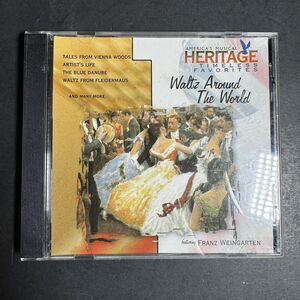 AMERICA'S MUSICAL
HERITAGE
TIMELESS
FAVORITES
TALES FROM VIENNA WOODS
ARTIST'S LIFE
THE BLUE DANUBE
WALTZ FROM FLEIDERMAUS
AND MANY MORE
Waltz Around
The World
featuring FRANZ WEINGARTEN